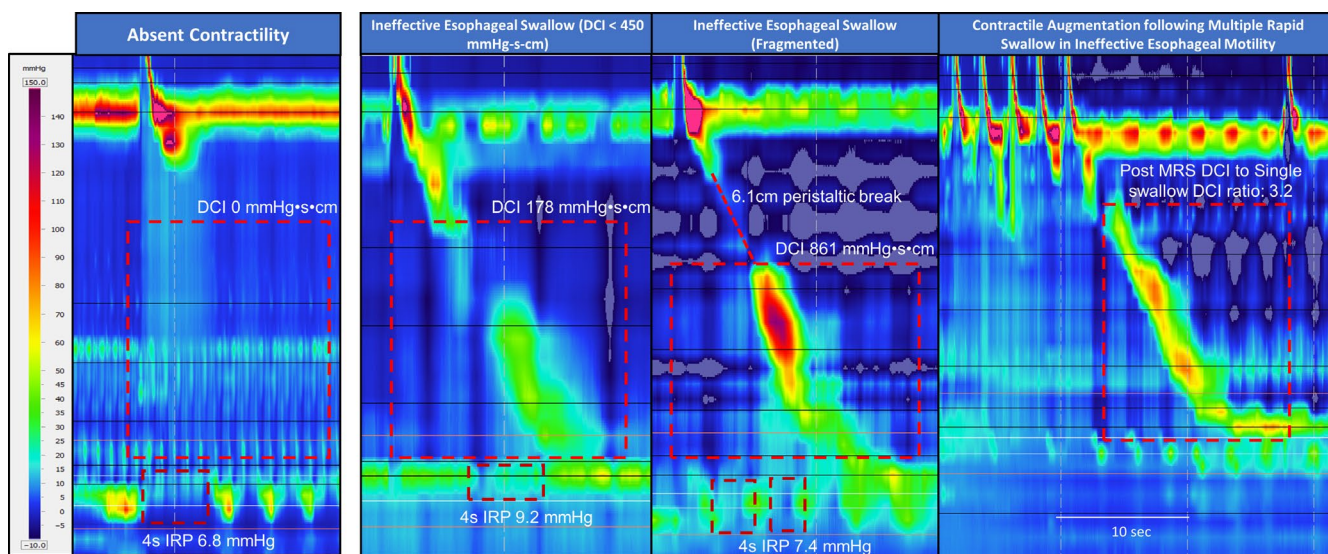 Absent Contractility
Ineffective Esophageal Swallow (DCI < 450
mmHg-s-cm)
Ineffective Esophageal Swallow
(Fragmented)
Contractile Augmentation following Multiple Rapid
Swallow in Ineffective Esophageal Motility
mmHg
150.0
140
130
120
110
100
90
80
70
60
50
45
40
35
30
25
20
15
10
5
0
−5
−10.0
DCI 0 mmHg•s•cm
4s IRP 6.8 mmHg
DCI 178 mmHg•s•cm
4s IRP 9.2 mmHg
6.1cm peristaltic break
DCI 861 mmHg•s•cm
4s IRP 7.4 mmHg
Post MRS DCI to Single
swallow DCI ratio: 3.2
10 sec